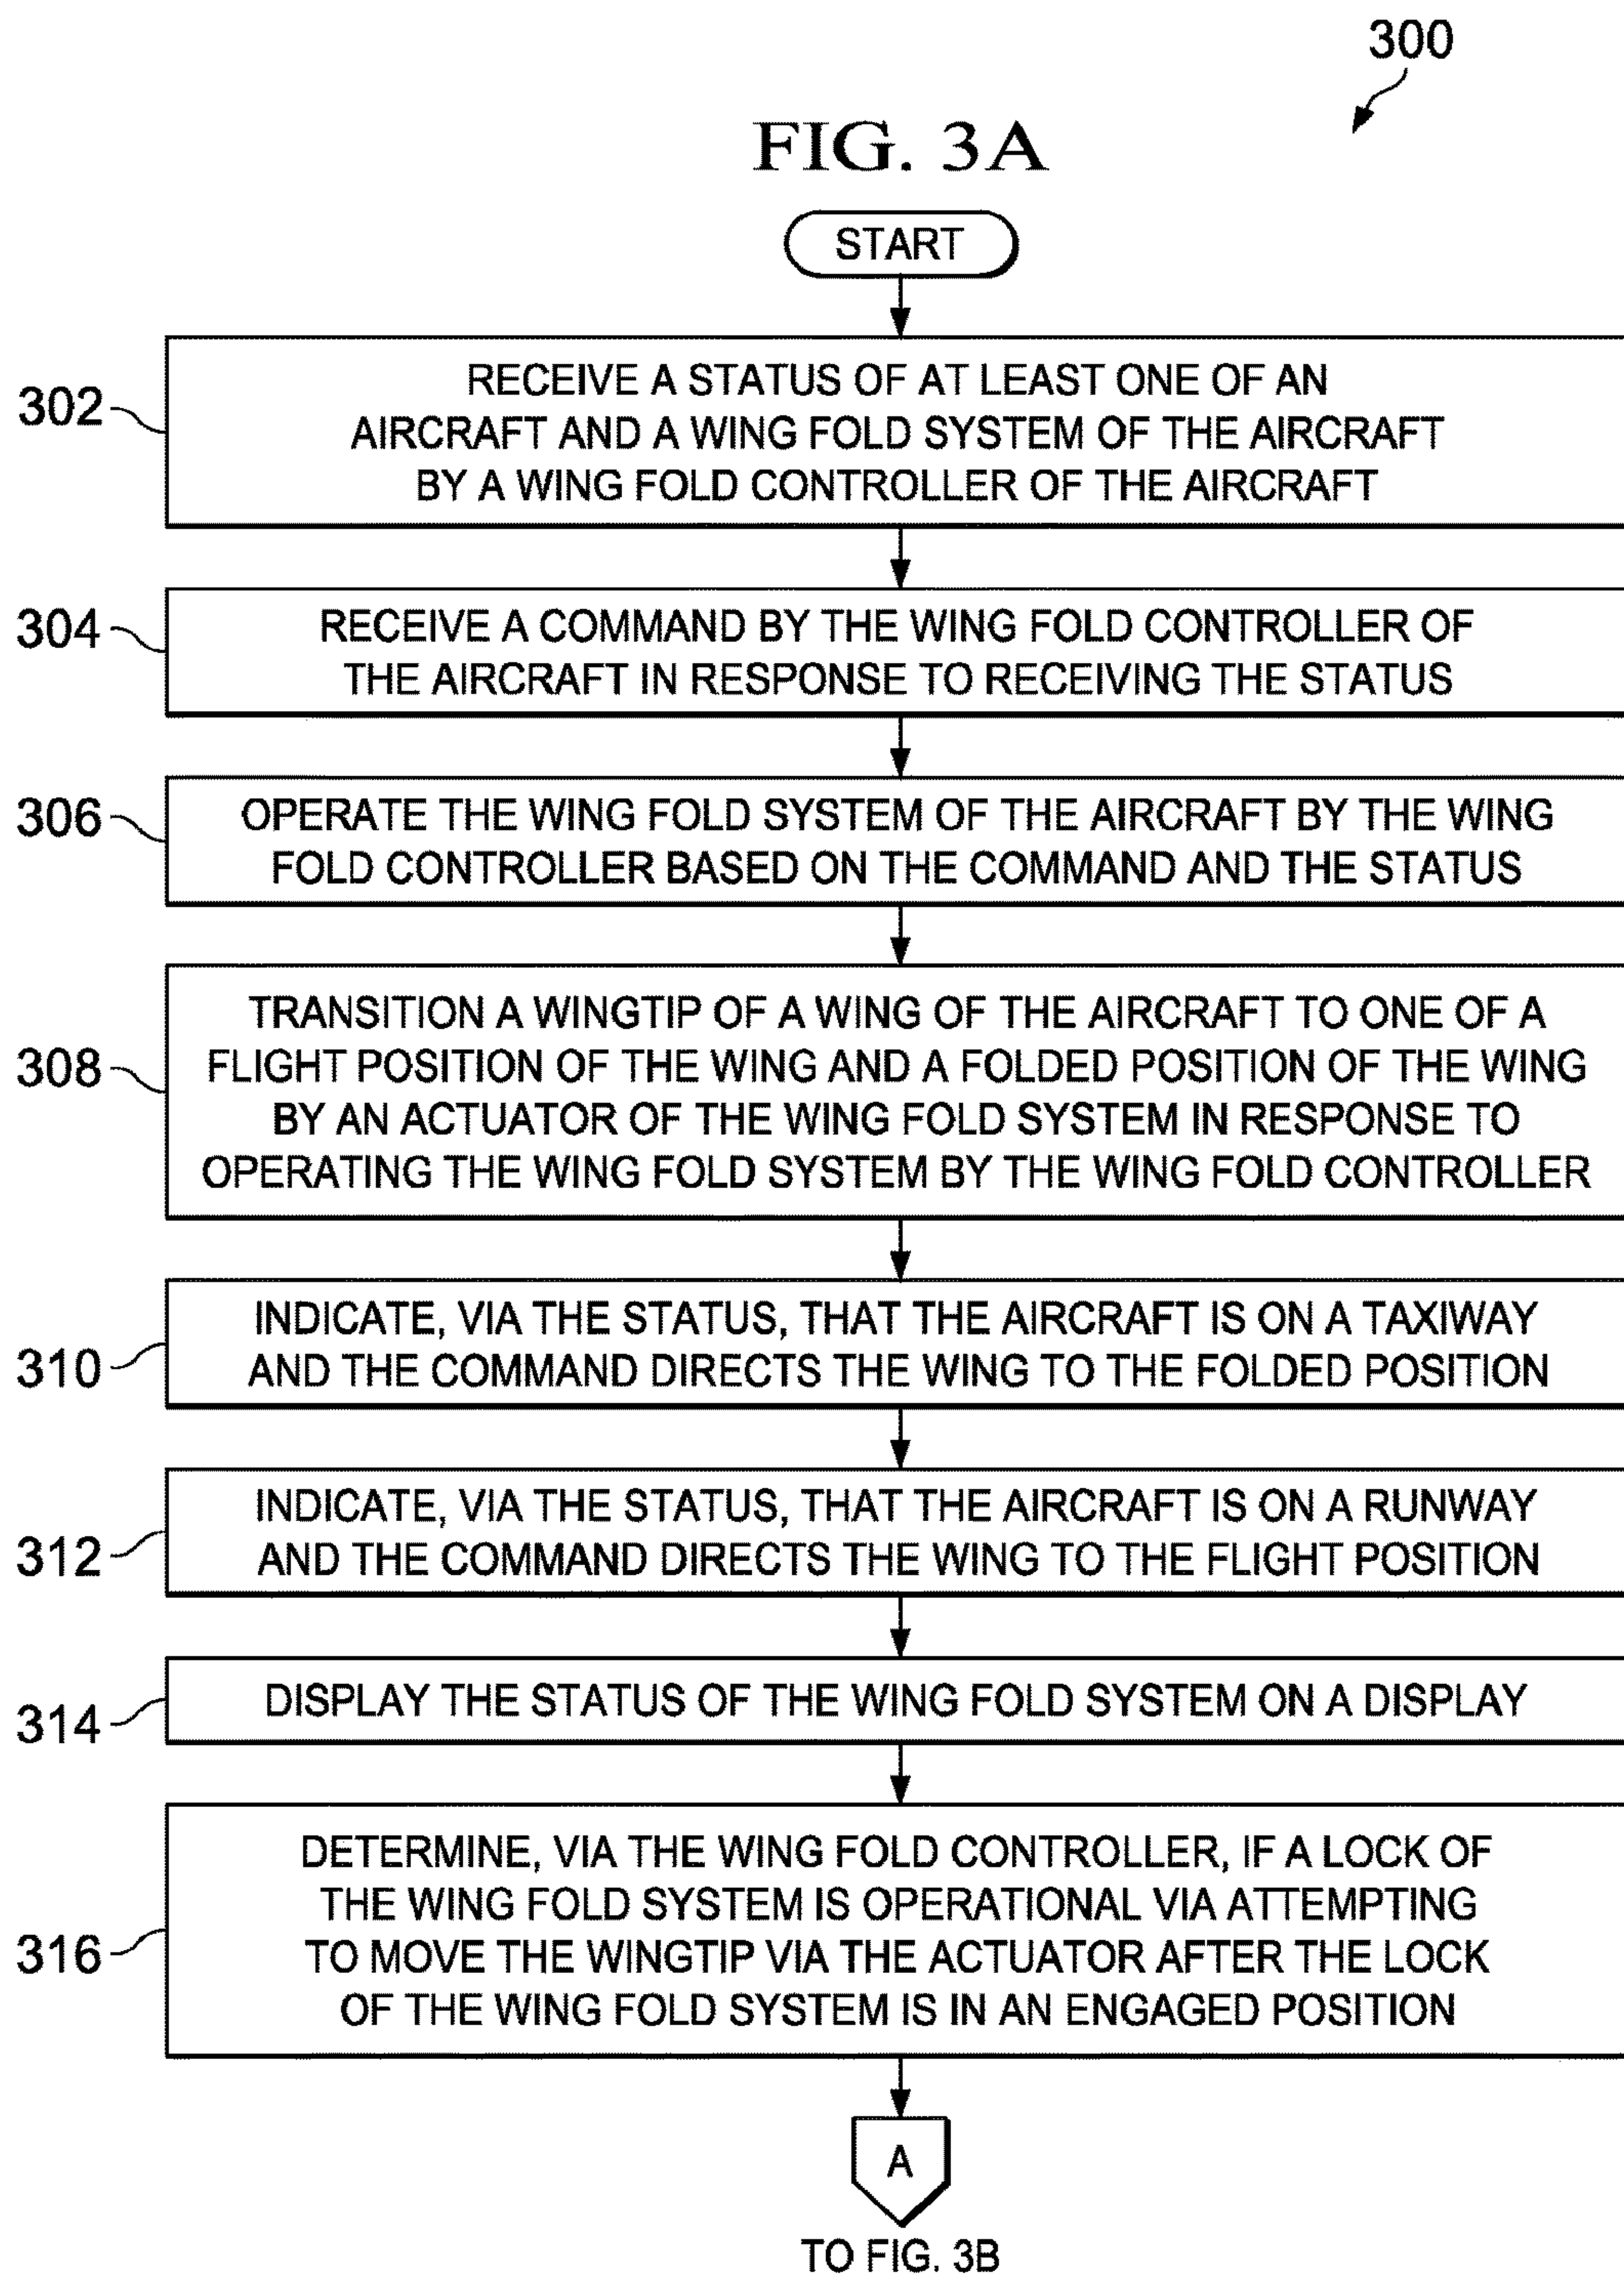 300
FIG. 3A
START
302
RECEIVE A STATUS OF AT LEAST ONE OF AN
AIRCRAFT AND A WING FOLD SYSTEM OF THE AIRCRAFT
BY A WING FOLD CONTROLLER OF THE AIRCRAFT
304
RECEIVE A COMMAND BY THE WING FOLD CONTROLLER OF
THE AIRCRAFT IN RESPONSE TO RECEIVING THE STATUS
306
OPERATE THE WING FOLD SYSTEM OF THE AIRCRAFT BY THE WING
FOLD CONTROLLER BASED ON THE COMMAND AND THE STATUS
308
TRANSITION A WINGTIP OF A WING OF THE AIRCRAFT TO ONE OF A
FLIGHT POSITION OF THE WING AND A FOLDED POSITION OF THE WING
BY AN ACTUATOR OF THE WING FOLD SYSTEM IN RESPONSE TO
OPERATING THE WING FOLD SYSTEM BY THE WING FOLD CONTROLLER
310
INDICATE, VIA THE STATUS, THAT THE AIRCRAFT IS ON A TAXIWAY
AND THE COMMAND DIRECTS THE WING TO THE FOLDED POSITION
312
INDICATE, VIA THE STATUS, THAT THE AIRCRAFT IS ON A RUNWAY
AND THE COMMAND DIRECTS THE WING TO THE FLIGHT POSITION
314
DISPLAY THE STATUS OF THE WING FOLD SYSTEM ON A DISPLAY
316
DETERMINE, VIA THE WING FOLD CONTROLLER, IF A LOCK OF
THE WING FOLD SYSTEM IS OPERATIONAL VIA ATTEMPTING
TO MOVE THE WINGTIP VIA THE ACTUATOR AFTER THE LOCK
OF THE WING FOLD SYSTEM IS IN AN ENGAGED POSITION
A
TO FIG. 3B